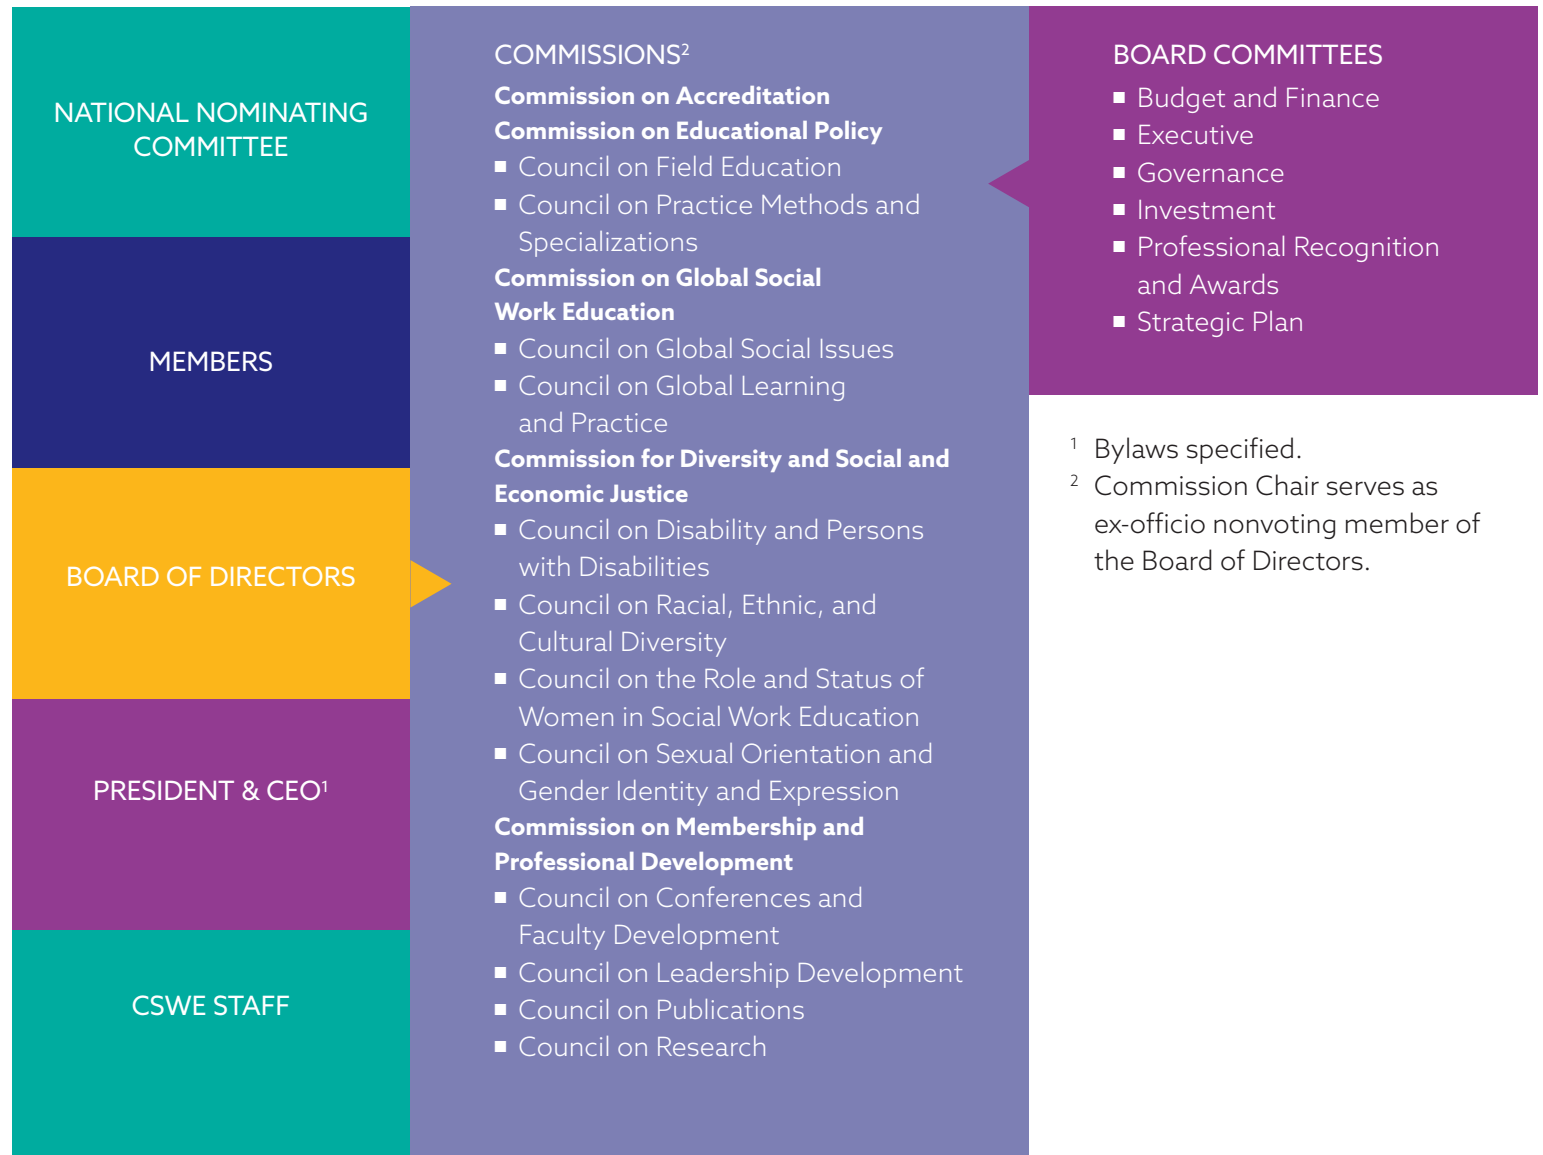 NATIONAL NOMINATING
COMMITTEE
MEMBERS
BOARD OF DIRECTORS
PRESIDENT & CEO¹
CSWE STAFF
COMMISSIONS²
Commission on Accreditation
Commission on Educational Policy
■ Council on Field Education
■ Council on Practice Methods and
Specializations
Commission on Global Social
Work Education
■ Council on Global Social Issues
■ Council on Global Learning
and Practice
Commission for Diversity and Social and
Economic Justice
■ Council on Disability and Persons
with Disabilities
■ Council on Racial, Ethnic, and
Cultural Diversity
■ Council on the Role and Status of
Women in Social Work Education
■ Council on Sexual Orientation and
Gender Identity and Expression
Commission on Membership and
Professional Development
■ Council on Conferences and
Faculty Development
■ Council on Leadership Development
■ Council on Publications
■ Council on Research
BOARD COMMITTEES
■ Budget and Finance
■ Executive
■ Governance
■ Investment
■ Professional Recognition
and Awards
■ Strategic Plan
¹ Bylaws specified.
² Commission Chair serves as
ex-officio nonvoting member of
the Board of Directors.